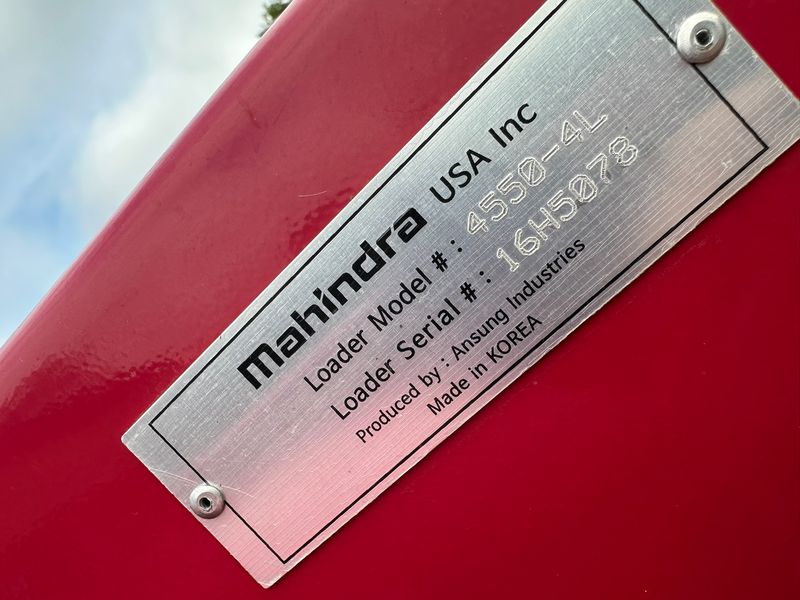 Mahindra USA Inc
Loader Model #: 4550-4L
Loader Serial #: 16H5078
Produced by : Ansung Industries
Made in KOREA